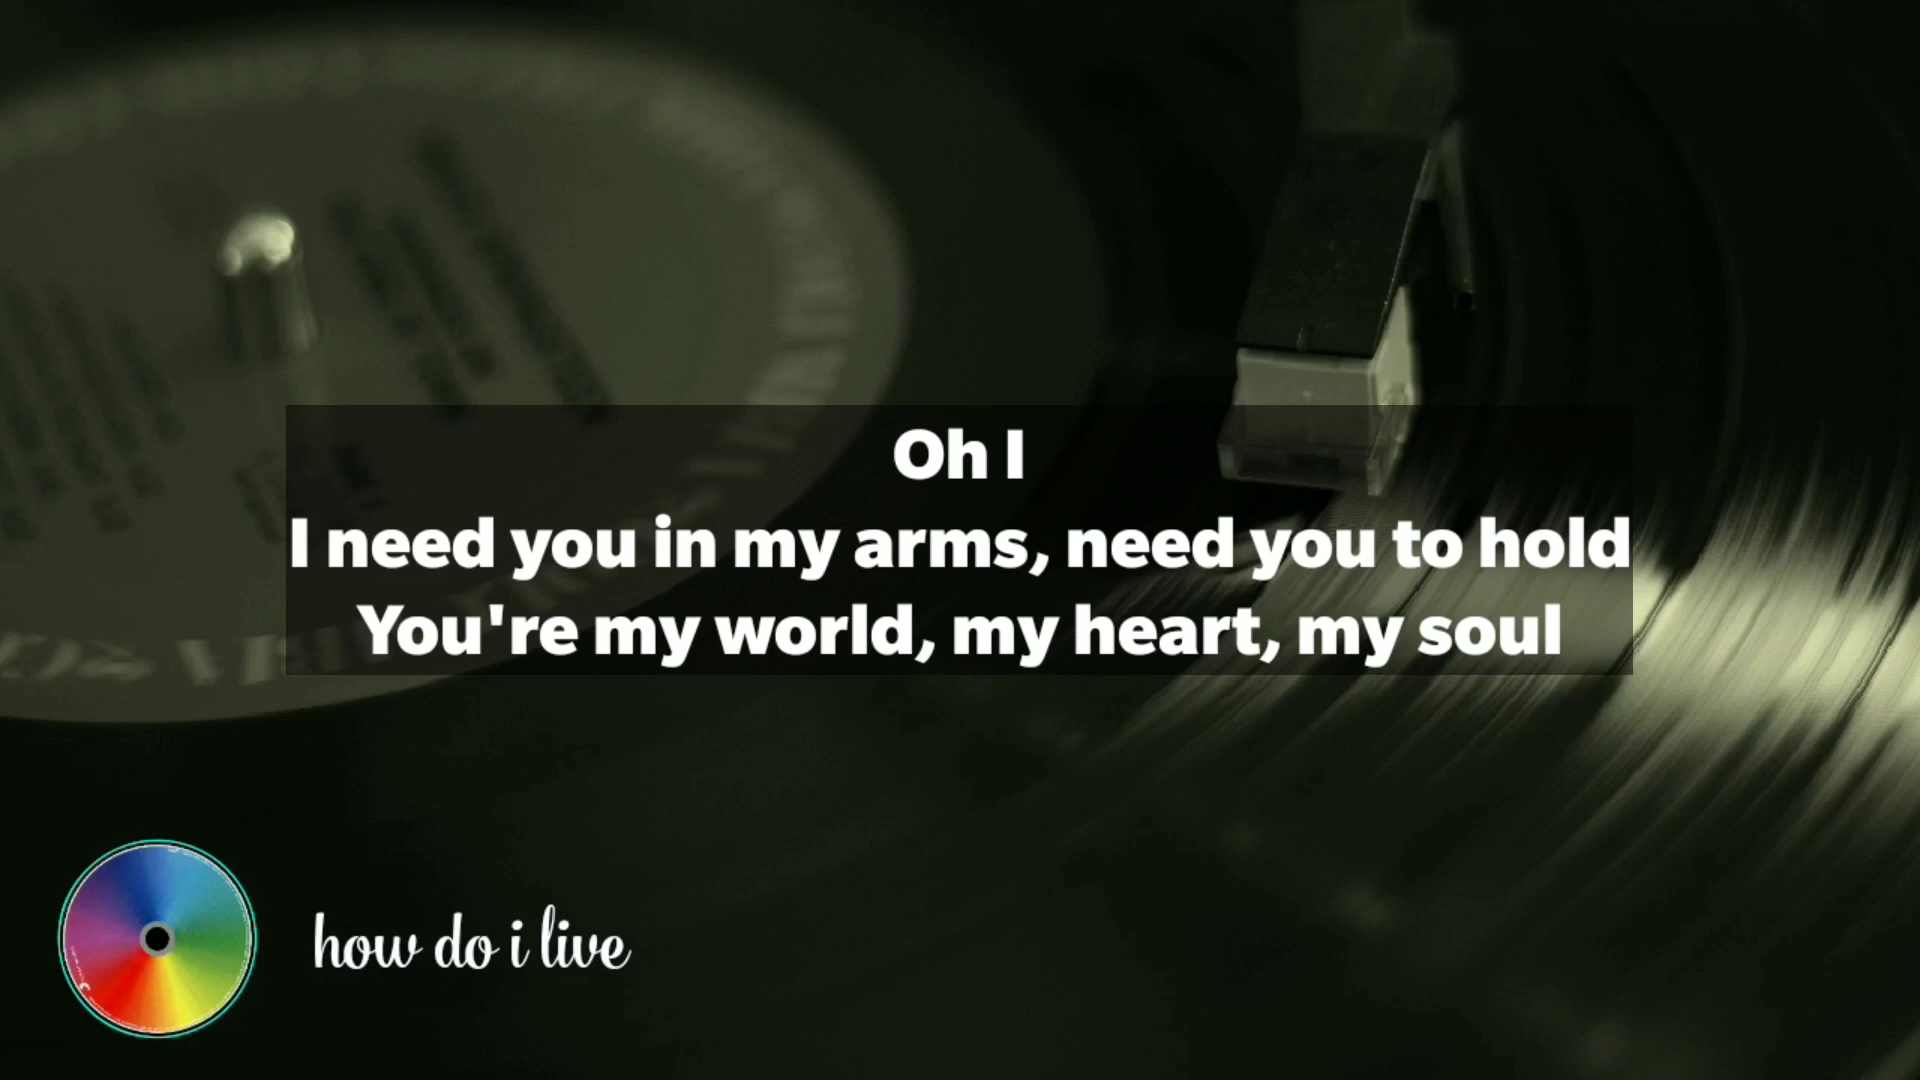 Oh I
I need you in my arms, need you to hold
You're my world, my heart, my soul
how do i live